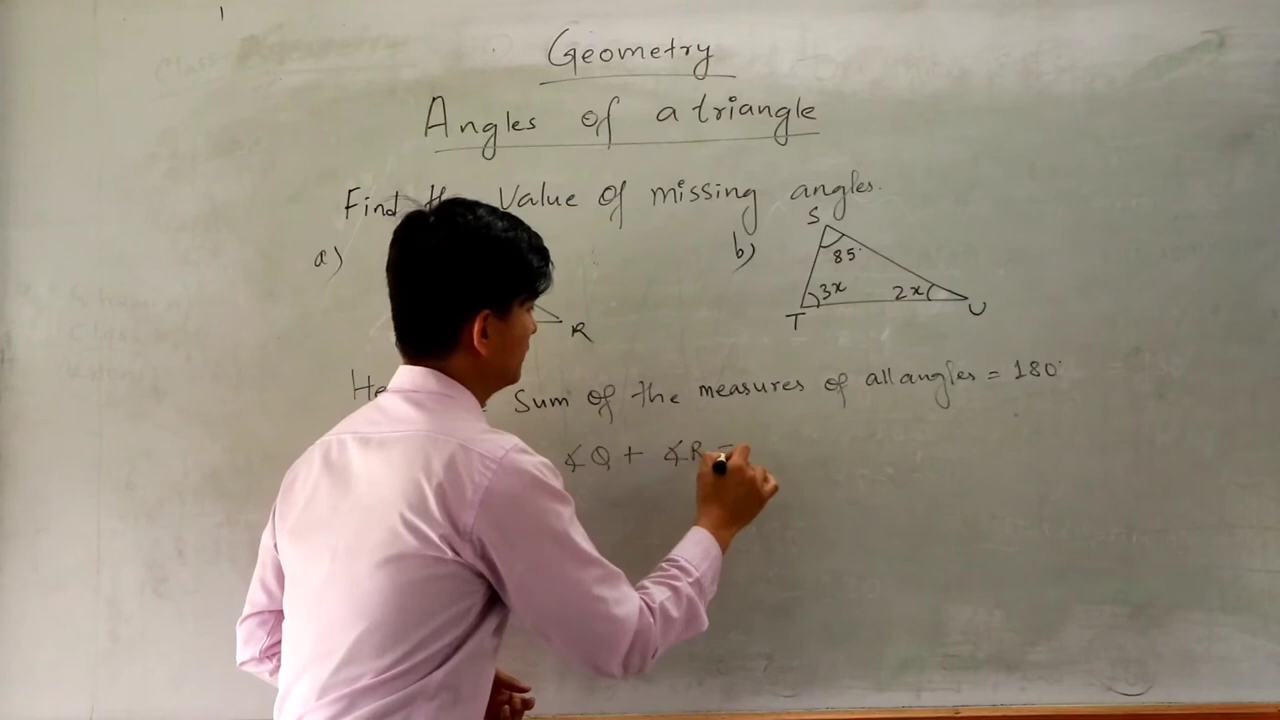 Geometry
Angles of a triangle
Find Value of missing angles.
a)
b)
S
85°
3x 2x
T U
R
Sum of the measures of all angles = 180°
∡Q + ∡R =